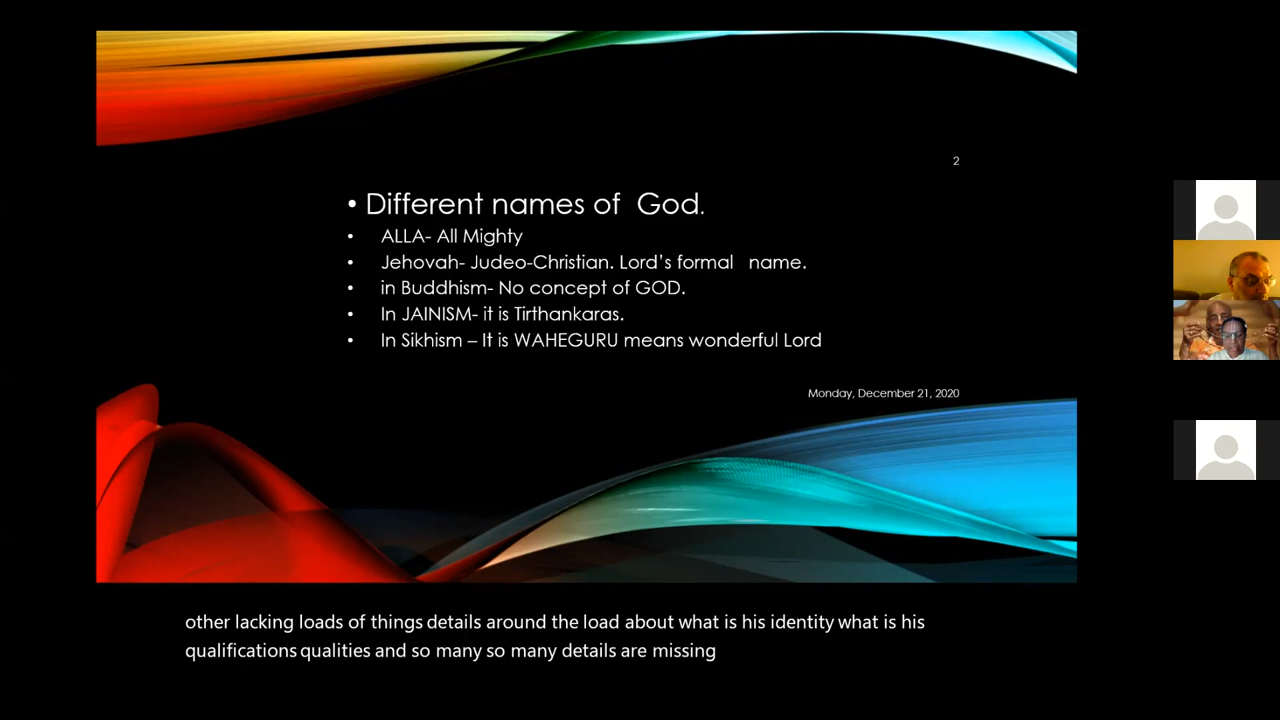 2
• Different names of God.
• ALLA- All Mighty
• Jehovah- Judeo-Christian. Lord's formal name.
• in Buddhism- No concept of GOD.
• In JAINISM- it is Tirthankaras.
• In Sikhism – It is WAHEGURU means wonderful Lord
Monday, December 21, 2020
other lacking loads of things details around the load about what is his identity what is his
qualifications qualities and so many so many details are missing